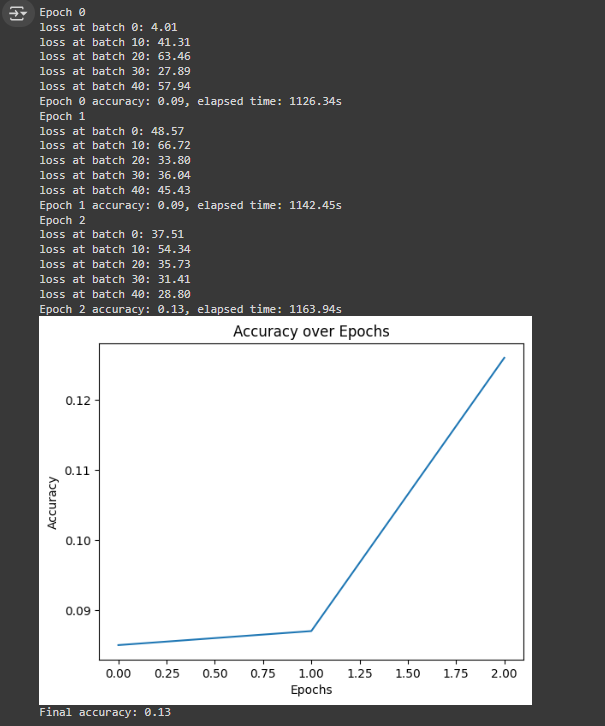 Epoch 0
loss at batch 0: 4.01
loss at batch 10: 41.31
loss at batch 20: 63.46
loss at batch 30: 27.89
loss at batch 40: 57.94
Epoch 0 accuracy: 0.09, elapsed time: 1126.34s
Epoch 1
loss at batch 0: 48.57
loss at batch 10: 66.72
loss at batch 20: 33.80
loss at batch 30: 36.04
loss at batch 40: 45.43
Epoch 1 accuracy: 0.09, elapsed time: 1142.45s
Epoch 2
loss at batch 0: 37.51
loss at batch 10: 54.34
loss at batch 20: 35.73
loss at batch 30: 31.41
loss at batch 40: 28.80
Epoch 2 accuracy: 0.13, elapsed time: 1163.94s
Accuracy over Epochs
0.12
0.11
0.10
0.09
Accuracy
0.00 0.25 0.50 0.75 1.00 1.25 1.50 1.75 2.00
Epochs
Final accuracy: 0.13